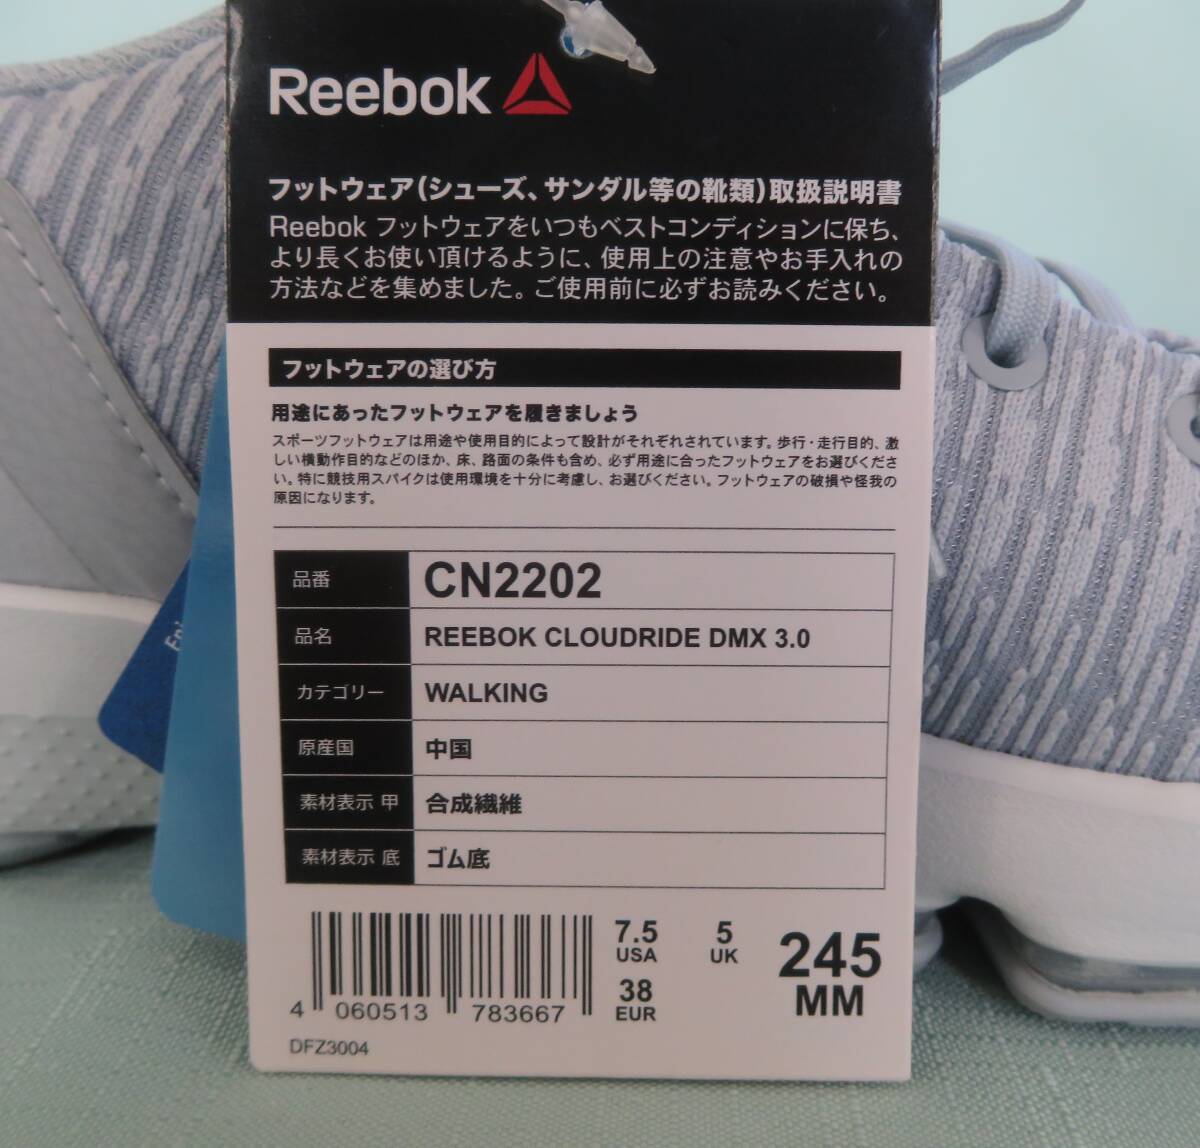 Reebok
フットウェア(シューズ、サンダル等の靴類)取扱説明書
Reebok フットウェアをいつもベストコンディションに保ち、
より長くお使い頂けるように、使用上の注意やお手入れの
方法などを集めました。ご使用前に必ずお読みください。
フットウェアの選び方
用途にあったフットウェアを履きましょう
スポーツフットウェアは用途や使用目的によって設計がそれぞれされています。歩行・走行目的、激
しい横動作目的などのほか、床、路面の条件も含め、必ず用途に合ったフットウェアをお選びくださ
い。特に競技用スパイクは使用環境を十分に考慮し、お選びください。フットウェアの破損や怪我の
原因になります。
品番 CN2202
品名 REEBOK CLOUDRIDE DMX 3.0
カテゴリー WALKING
原産国 中国
素材表示 甲 合成繊維
素材表示 底 ゴム底
7.5 USA 5 UK
38 EUR
245 MM
4 060513 783667
DFZ3004